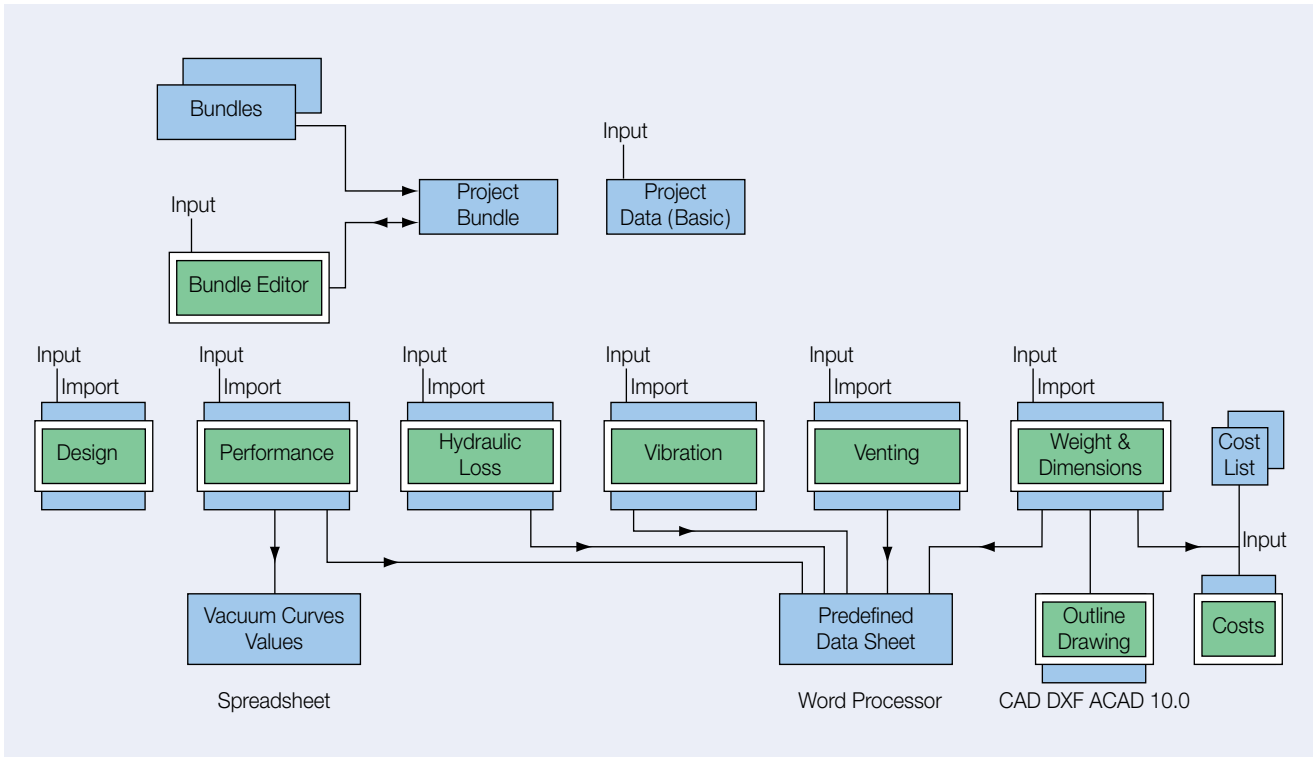 Bundles
Input
Project
Bundle
Project
Data (Basic)
Input
Bundle Editor
Input
Import
Input
Import
Input
Import
Input
Import
Input
Import
Input
Import
Design
Performance
Hydraulic
Loss
Vibration
Venting
Weight &
Dimensions
Cost
List
Input
Vacuum Curves
Values
Predefined
Data Sheet
Outline
Drawing
Costs
Spreadsheet
Word Processor
CAD DXF ACAD 10.0